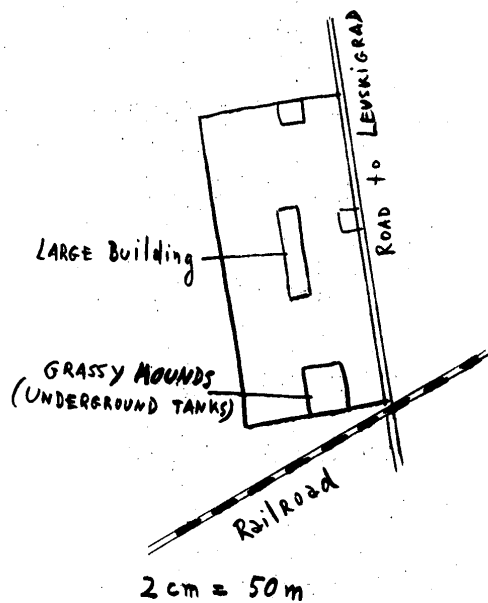 ROAD to LEVSKIGRAD
LARGE Building
GRASSY MOUNDS
(UNDERGROUND TANKS)
Railroad
2 cm = 50 m